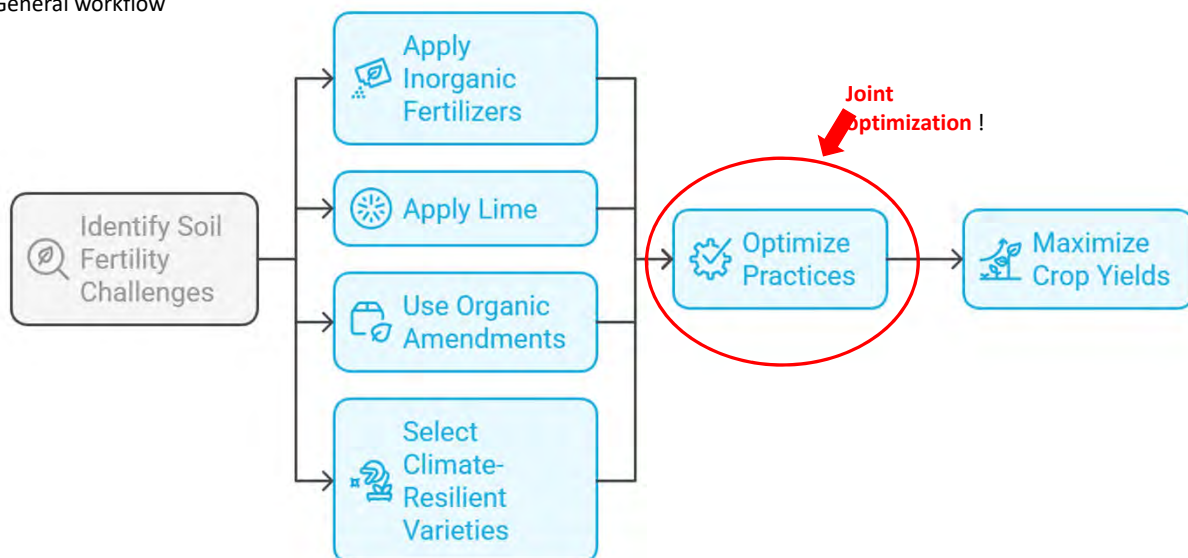 General workflow
Apply
Inorganic
Fertilizers
Joint
optimization !
Identify Soil
Fertility
Challenges
Apply Lime
Optimize
Practices
Maximize
Crop Yields
Use Organic
Amendments
Select
Climate-
Resilient
Varieties